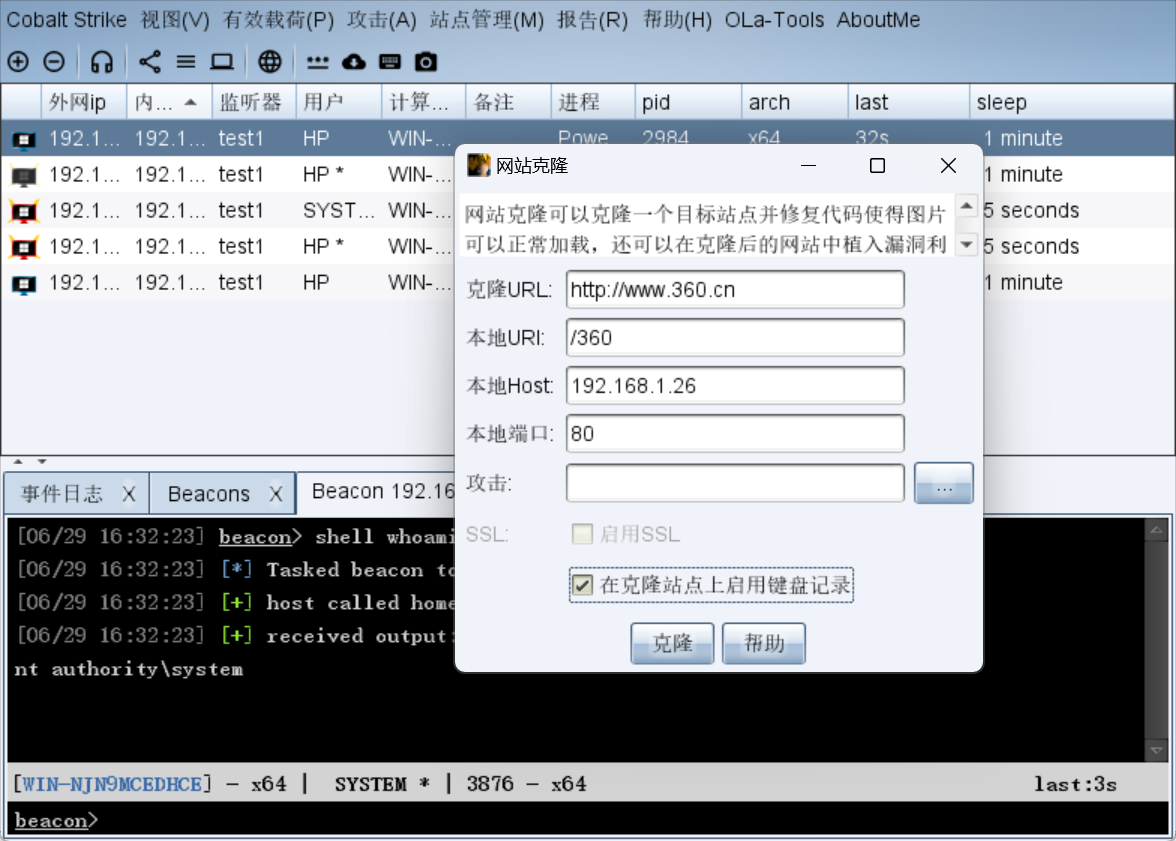 Cobalt Strike 视图(V) 有效载荷(P) 攻击(A) 站点管理(M) 报告(R) 帮助(H) OLa-Tools AboutMe
外网ip 内... 监听器 用户 计算... 备注 进程 pid arch last sleep
192.1... 192.1... test1 HP WIN-... Powe 2984 x64 32s 1 minute
192.1... 192.1... test1 HP * WIN-... 1 minute
192.1... 192.1... test1 SYST... WIN-... 5 seconds
192.1... 192.1... test1 HP * WIN-... 5 seconds
192.1... 192.1... test1 HP WIN-... 1 minute
网站克隆
网站克隆可以克隆一个目标站点并修复代码使得图片
可以正常加载，还可以在克隆后的网站中植入漏洞利
克隆URL: http://www.360.cn
本地URI: /360
本地Host: 192.168.1.26
本地端口: 80
攻击: ...
SSL: 启用SSL
在克隆站点上启用键盘记录
克隆 帮助
事件日志 X Beacons X Beacon 192.16
[06/29 16:32:23] beacon> shell whoami
[06/29 16:32:23] [*] Tasked beacon to
[06/29 16:32:23] [+] host called home
[06/29 16:32:23] [+] received output:
nt authority\system
[WIN-NJN9MCEDHCE] - x64 | SYSTEM * | 3876 - x64 last:3s
beacon>